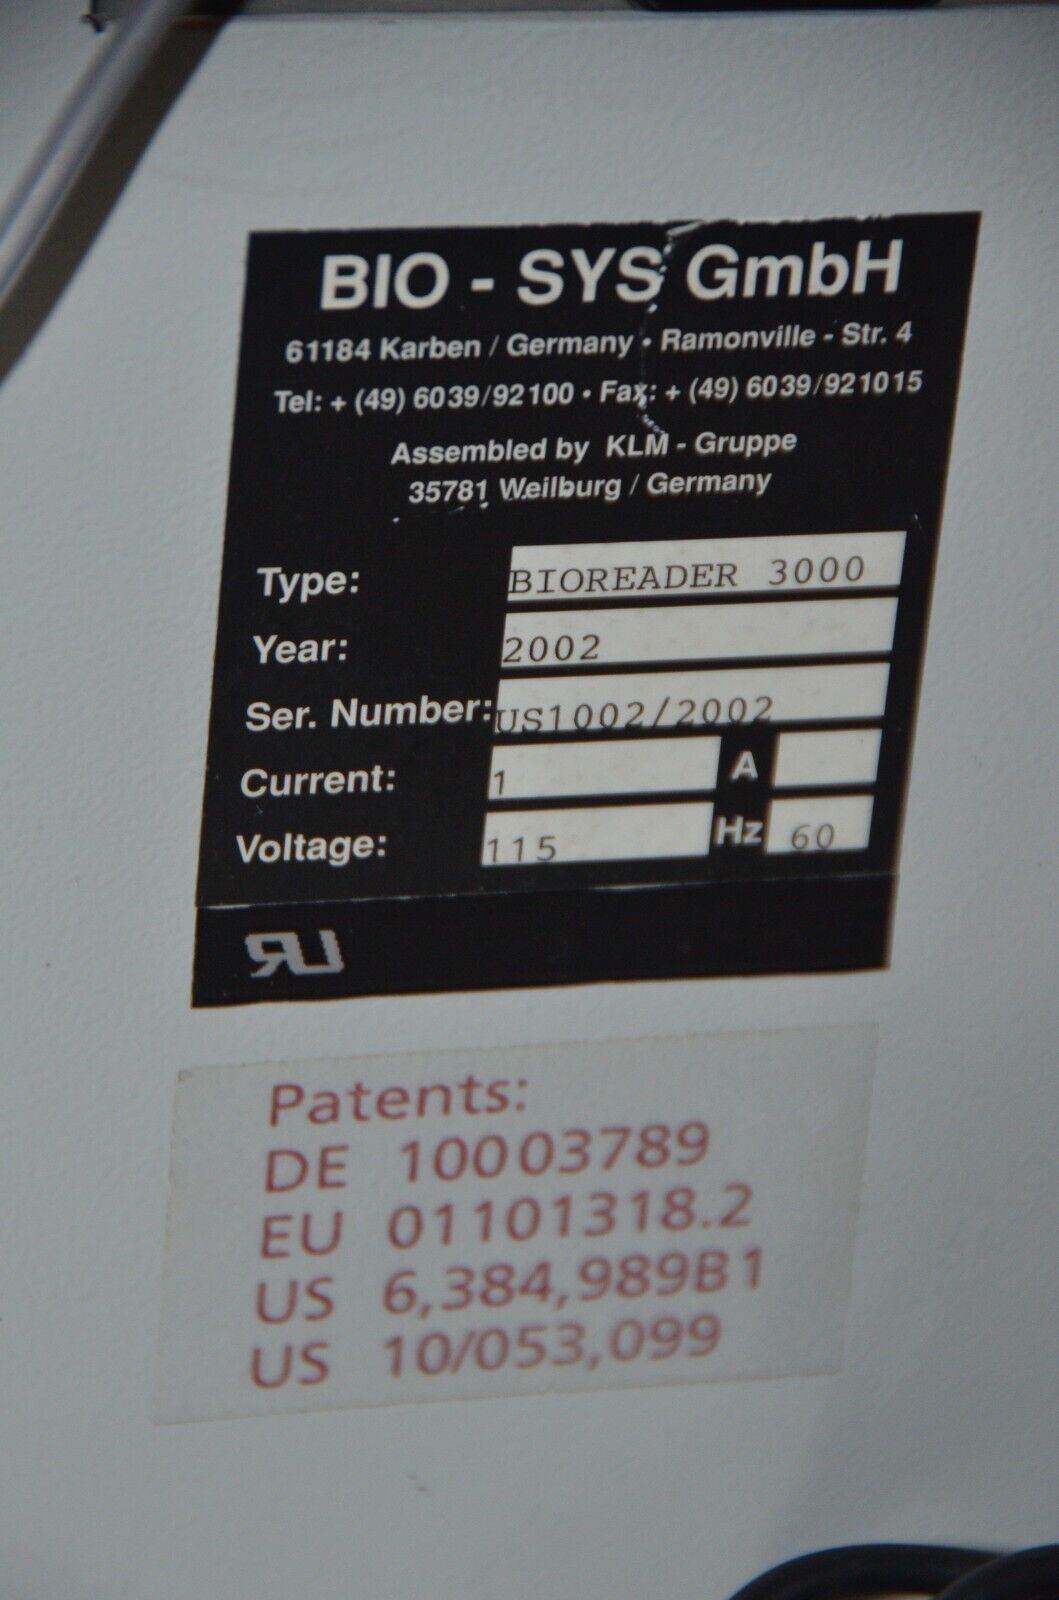 BIO - SYS GmbH
61184 Karben / Germany • Ramonville - Str. 4
Tel: + (49) 6039/92100 • Fax: + (49) 6039/921015
Assembled by KLM - Gruppe
35781 Weilburg / Germany
Type: BIOREADER 3000
Year: 2002
Ser. Number: US1002/2002
Current: 1 A
Voltage: 115 Hz 60
Patents:
DE 10003789
EU 01101318.2
US 6,384,989B1
US 10/053,099